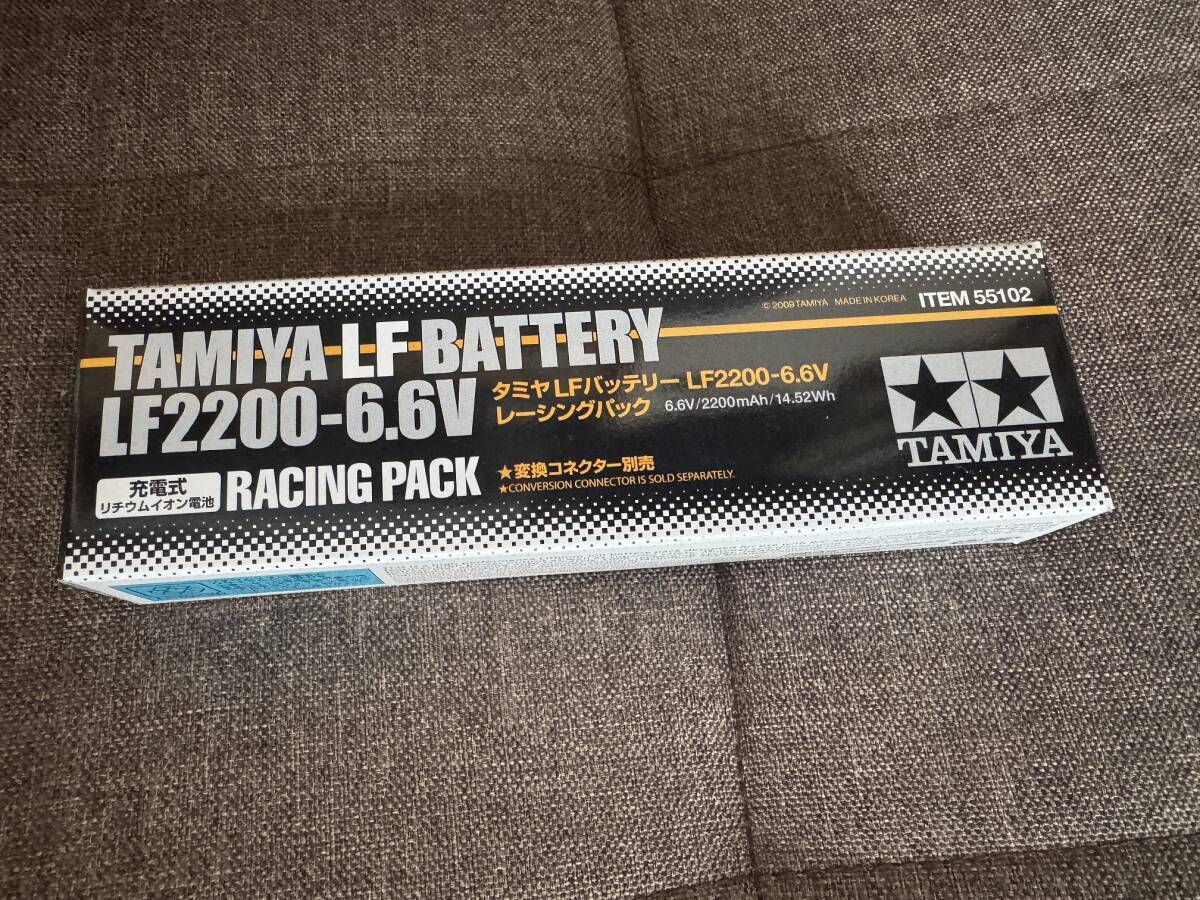 © 2009 TAMIYA MADE IN KOREA ITEM 55102
TAMIYA LF BATTERY
LF2200-6.6V
タミヤLFバッテリー LF2200-6.6V
レーシングパック 6.6V/2200mAh/14.52Wh
TAMIYA
充電式
リチウムイオン電池
RACING PACK
★変換コネクター別売
★CONVERSION CONNECTOR IS SOLD SEPARATELY.